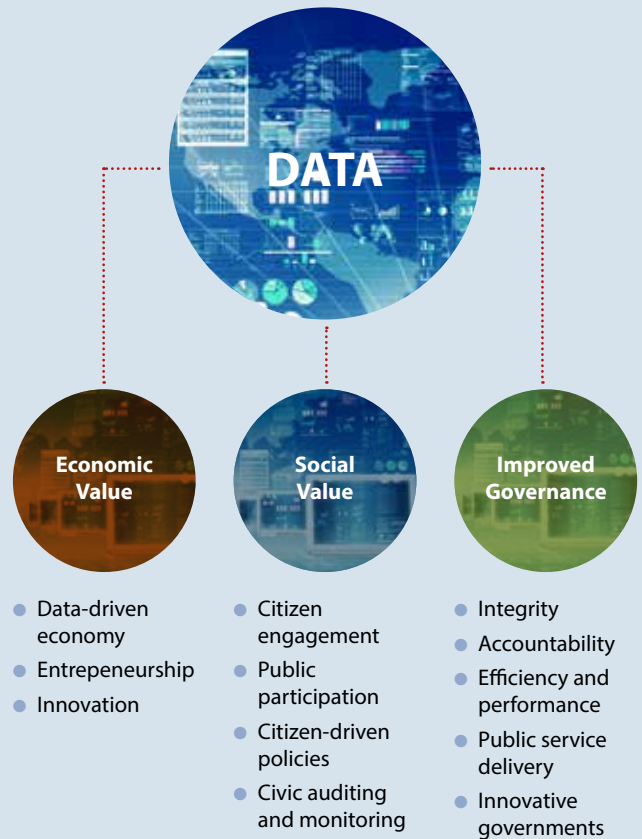 DATA
Economic
Value
Data-driven
economy
Entrepeneurship
Innovation
Social
Value
Citizen
engagement
Public
participation
Citizen-driven
policies
Civic auditing
and monitoring
Improved
Governance
Integrity
Accountability
Efficiency and
performance
Public service
delivery
Innovative
governments